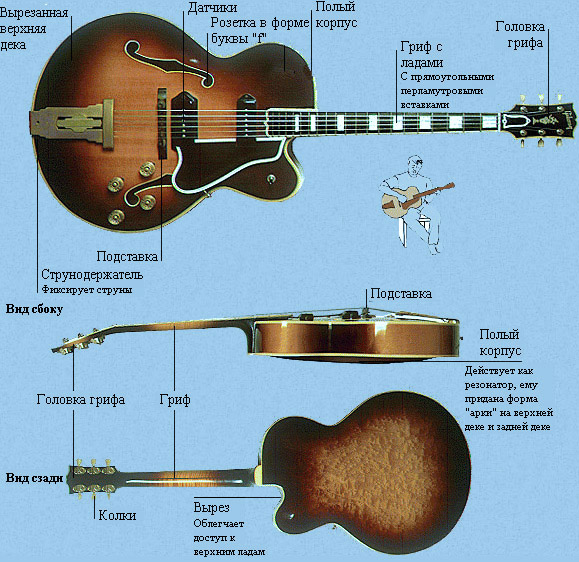 Вырезанная
верхняя
дека
Датчики
Розетка в форме
буквы "f"
Полый
корпус
Гриф с
ладами
С прямоугольными
перламутровыми
вставками
Головка
грифа
Подставка
Струнодержатель
Фиксирует струны
Вид сбоку
Подставка
Полый
корпус
Действует как
резонатор, ему
придана форма
"арки" на верхней
деке и задней деке
Головка грифа
Гриф
Вид сзади
Колки
Вырез
Облегчает
доступ к
верхним ладам